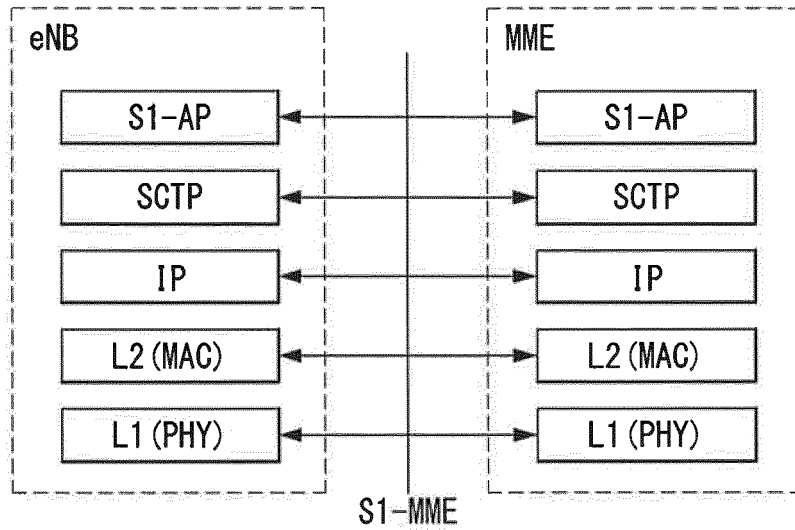 eNB
MME
S1-AP
S1-AP
SCTP
SCTP
IP
IP
L2(MAC)
L2(MAC)
L1(PHY)
L1(PHY)
S1-MME